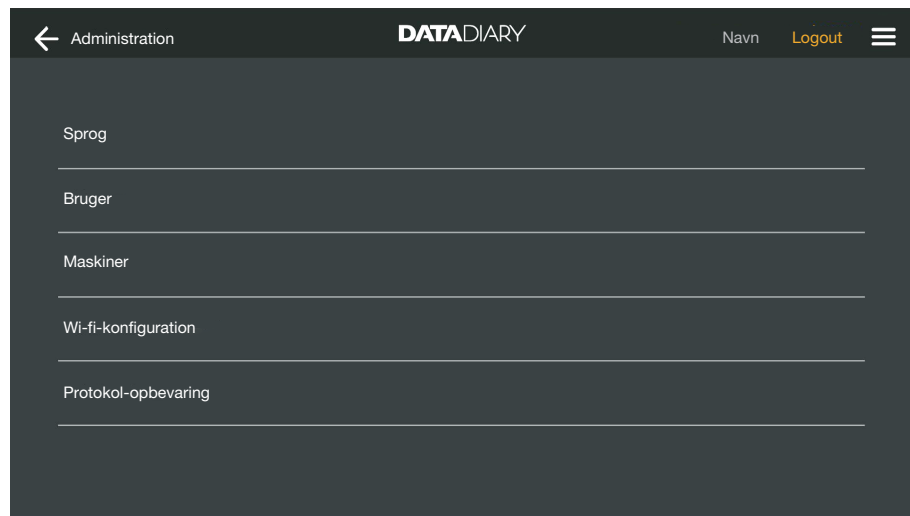 Administration
DATADIARY
Navn
Logout
Sprog
Bruger
Maskiner
Wi-fi-konfiguration
Protokol-opbevaring